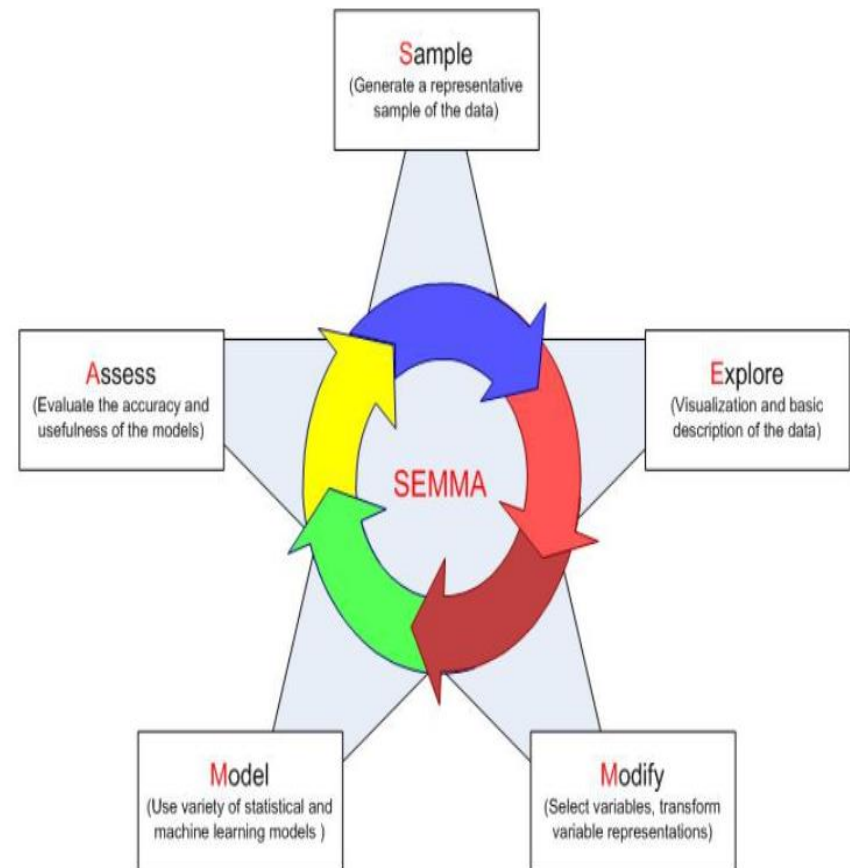 Sample
(Generate a representative
sample of the data)
Assess
(Evaluate the accuracy and
usefulness of the models)
Explore
(Visualization and basic
description of the data)
SEMMA
Model
(Use variety of statistical and
machine learning models )
Modify
(Select variables, transform
variable representations)